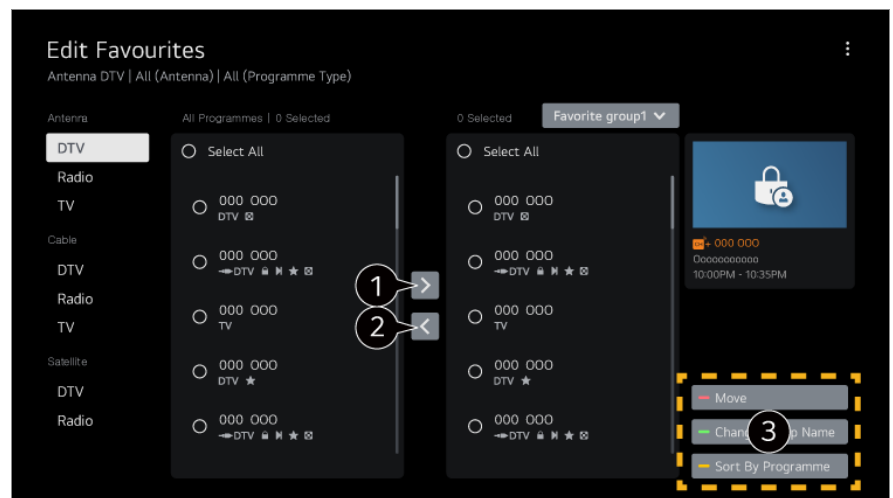 Edit Favourites
Antenna DTV | All (Antenna) | All (Programme Type)
Antenna
DTV
Radio
TV
Cable
DTV
Radio
TV
Satellite
DTV
Radio
All Programmes | 0 Selected
Select All
000 000
DTV
000 000
DTV
000 000
TV
000 000
DTV
000 000
DTV
1
2
0 Selected
Favorite group1
Select All
000 000
DTV
000 000
DTV
000 000
TV
000 000
DTV
000 000
DTV
+ 000 000
Ooooooooooo
10:00PM - 10:35PM
Move
3
p Name
Sort By Programme